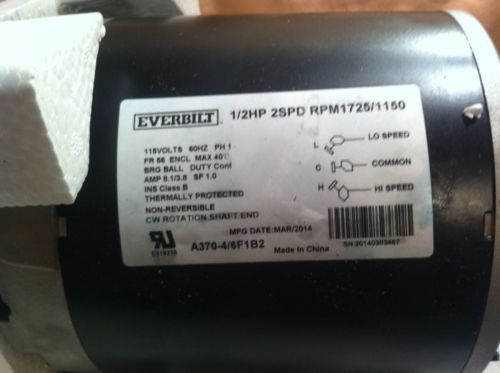 EVERBILT 1/2HP 2SPD RPM1725/1150
115VOLTS 60HZ PH 1
FR 56 ENCL MAX 40℃
BRG BALL DUTY Cont
AMP 8.1/3.8 SF 1.0
INS Class B
THERMALLY PROTECTED
NON-REVERSIBLE
CW ROTATION SHAFT END
L LO SPEED
C COMMON
H HI SPEED
MFG DATE:MAR/2014
A370-4/6F1B2
Made in China
SN:20140303467